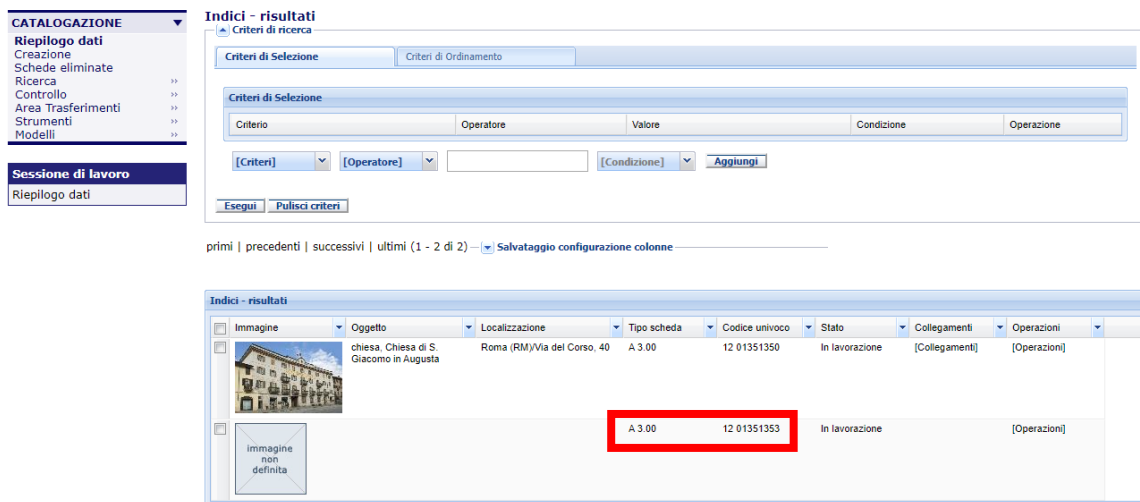 CATALOGAZIONE
Riepilogo dati
Creazione
Schede eliminate
Ricerca ››
Controllo ››
Area Trasferimenti ››
Strumenti ››
Modelli ››
Sessione di lavoro
Riepilogo dati
Indici - risultati
Criteri di ricerca
Criteri di Selezione Criteri di Ordinamento
Criteri di Selezione
Criterio Operatore Valore Condizione Operazione
[Criteri] [Operatore] [Condizione] Aggiungi
Esegui Pulisci criteri
primi | precedenti | successivi | ultimi (1 - 2 di 2) Salvataggio configurazione colonne
Indici - risultati
Immagine Oggetto Localizzazione Tipo scheda Codice univoco Stato Collegamenti Operazioni
chiesa, Chiesa di S. Roma (RM)/Via del Corso, 40 A 3.00 12 01351350 In lavorazione [Collegamenti] [Operazioni]
Giacomo in Augusta
A 3.00 12 01351353 In lavorazione [Operazioni]
immagine
non
definita